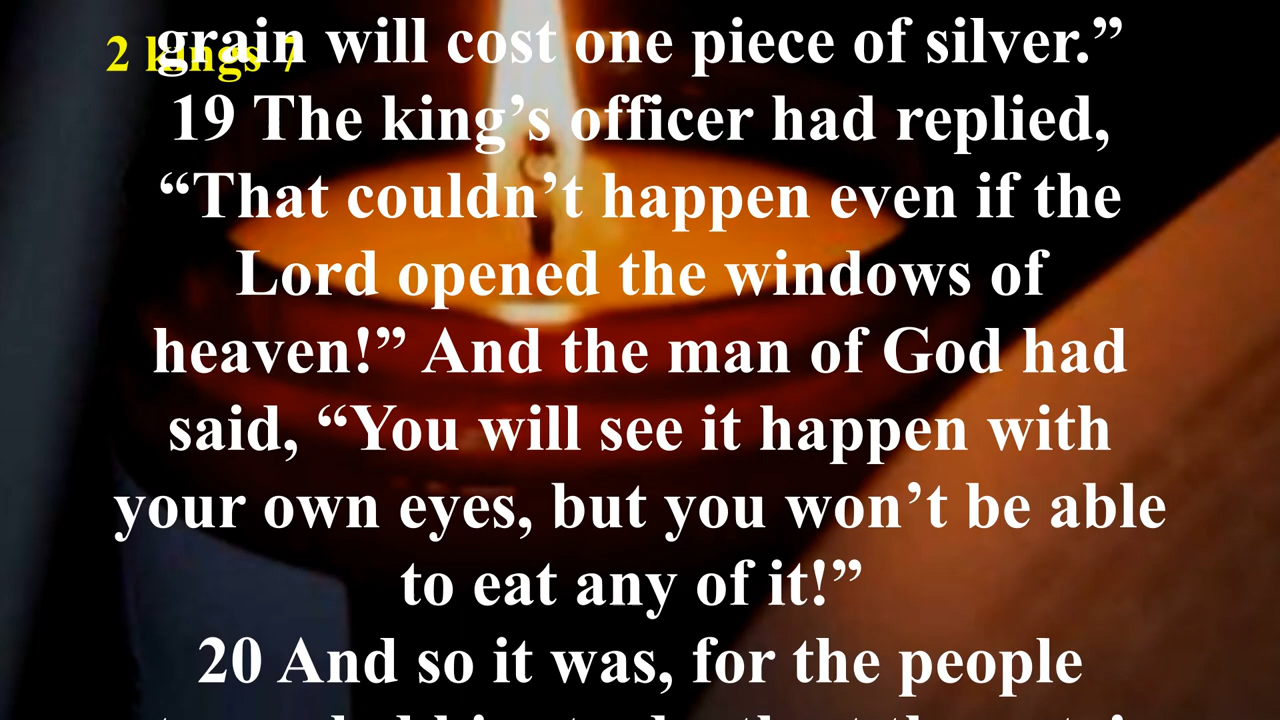 2 kings 7
grain will cost one piece of silver.”
19 The king’s officer had replied,
“That couldn’t happen even if the
Lord opened the windows of
heaven!” And the man of God had
said, “You will see it happen with
your own eyes, but you won’t be able
to eat any of it!”
20 And so it was, for the people